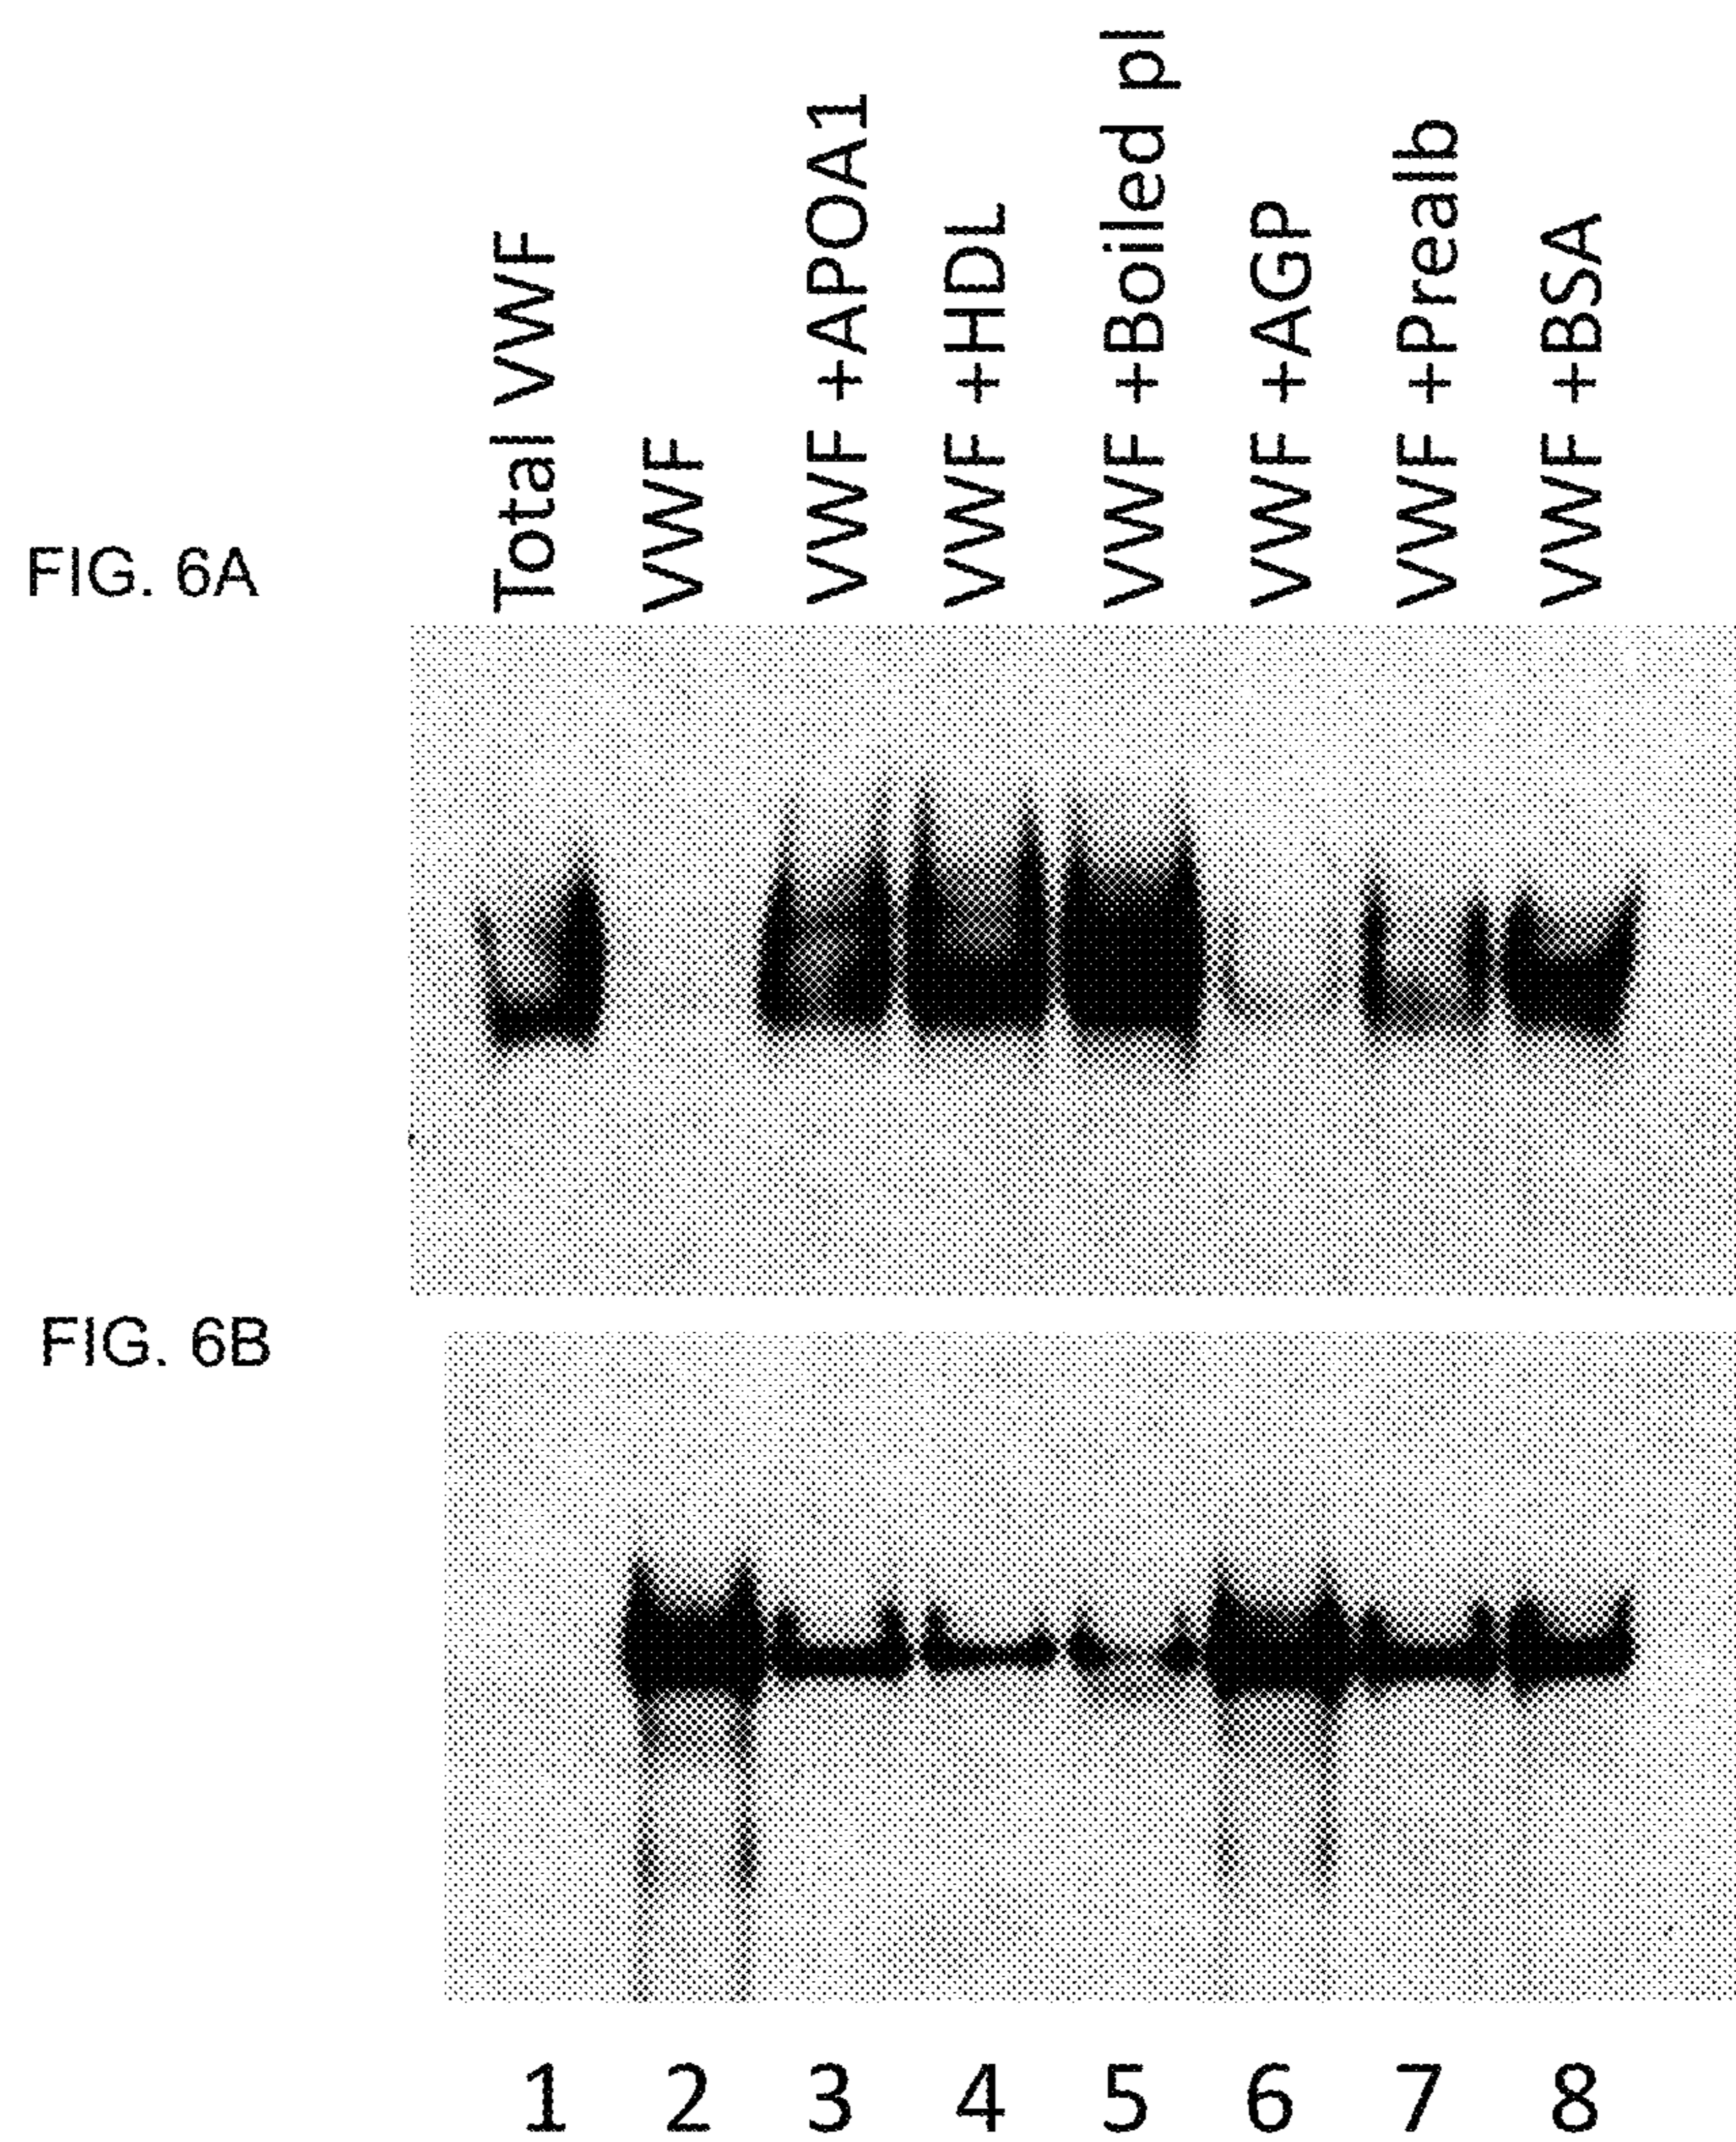 Total VWF
VWF
VWF +APOA1
VWF +HDL
VWF +Boiled pl
VWF +AGP
VWF +Prealb
VWF +BSA
FIG. 6A
FIG. 6B
1 2 3 4 5 6 7 8